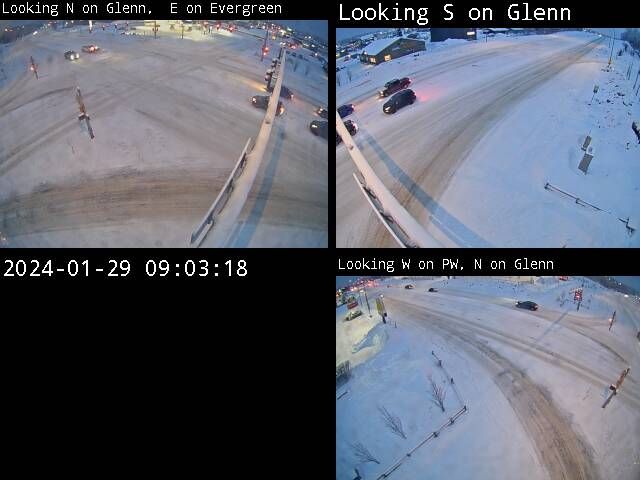 Looking N on Glenn,  E on Evergreen
Looking S on Glenn
2024-01-29 09:03:18
Looking W on PW, N on Glenn